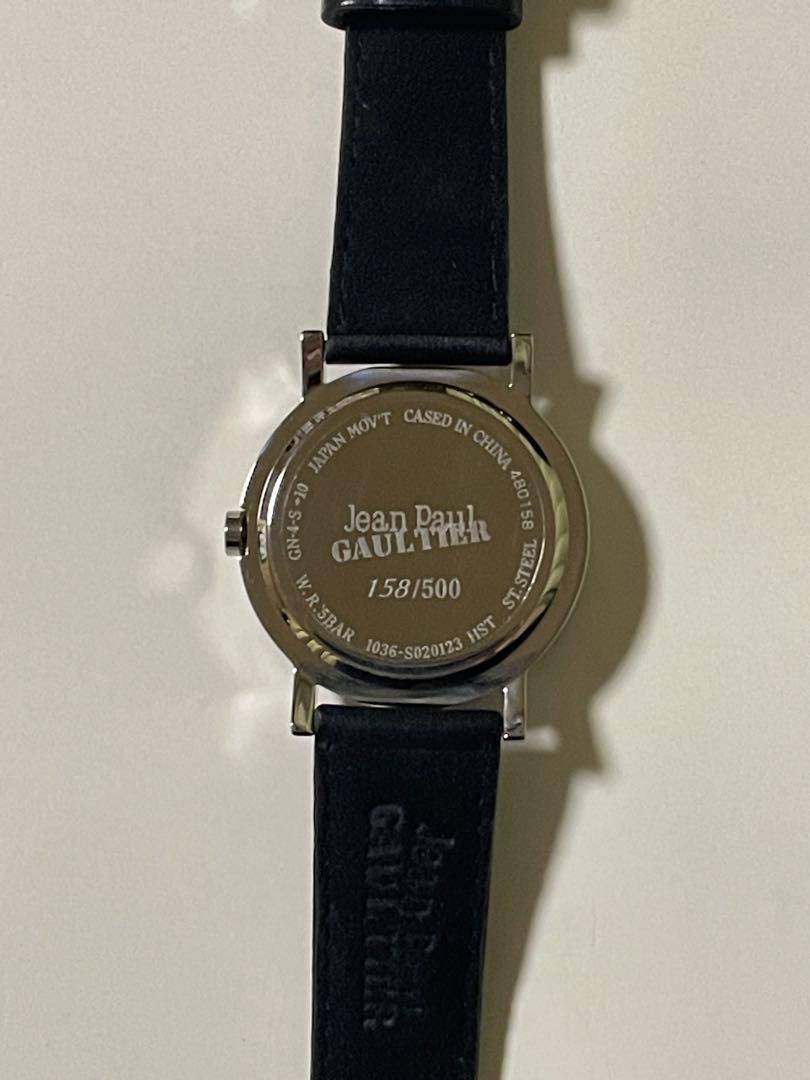 GN-4-S -10 JAPAN MOV'T CASED IN CHINA 480158
Jean Paul
GAULTIER
158/500
W.R.5BAR 1036-S020123 HST ST.STEEL
Jean Paul
GAULTIER